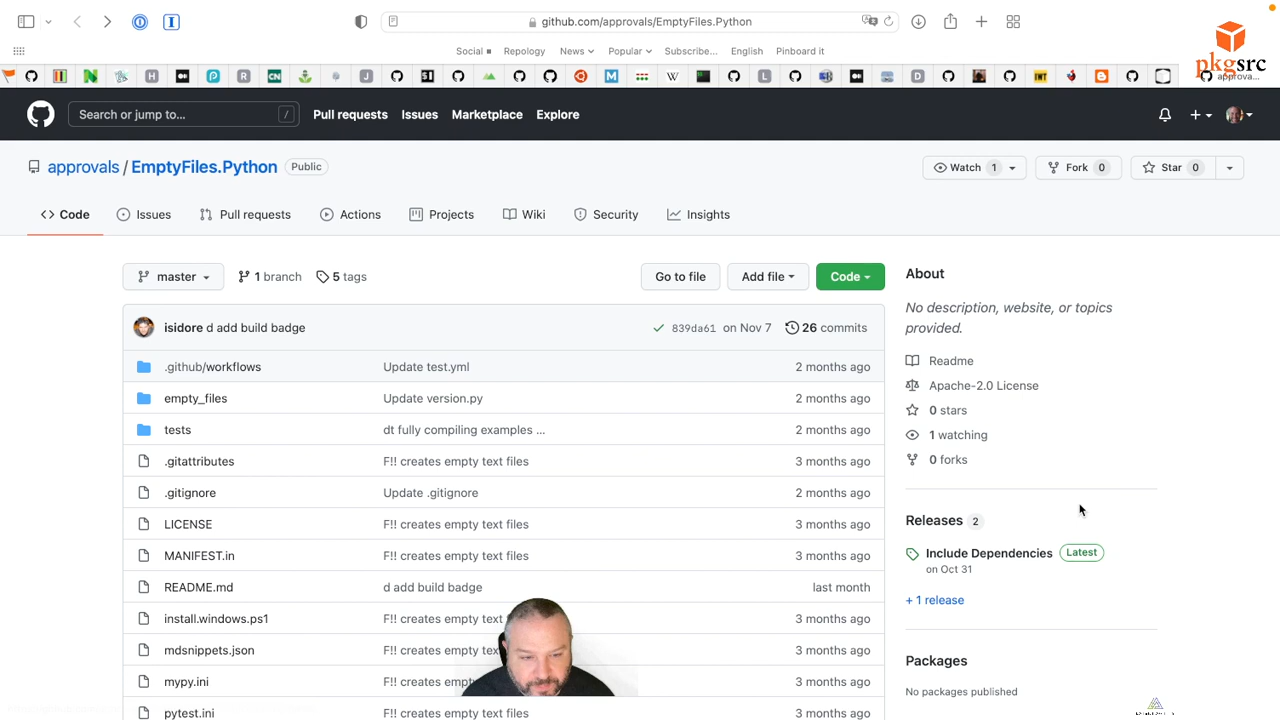 github.com/approvals/EmptyFiles.Python
Social
Repology
News
Popular
Subscribe...
English
Pinboard it
pkgsrc
approva...
Search or jump to...
/
Pull requests
Issues
Marketplace
Explore
approvals / EmptyFiles.Python
Public
Watch 1
Fork 0
Star 0
Code
Issues
Pull requests
Actions
Projects
Wiki
Security
Insights
master
1 branch
5 tags
Go to file
Add file
Code
isidore d add build badge
839da61 on Nov 7
26 commits
.github/workflows
Update test.yml
2 months ago
empty_files
Update version.py
2 months ago
tests
dt fully compiling examples ...
2 months ago
.gitattributes
F!! creates empty text files
3 months ago
.gitignore
Update .gitignore
2 months ago
LICENSE
F!! creates empty text files
3 months ago
MANIFEST.in
F!! creates empty text files
3 months ago
README.md
d add build badge
last month
install.windows.ps1
F!! creates empty text
3 months ago
mdsnippets.json
F!! creates empty text
3 months ago
mypy.ini
F!! creates empty
3 months ago
pytest.ini
F!! creates empty text files
3 months ago
About
No description, website, or topics
provided.
Readme
Apache-2.0 License
0 stars
1 watching
0 forks
Releases 2
Include Dependencies
Latest
on Oct 31
+ 1 release
Packages
No packages published